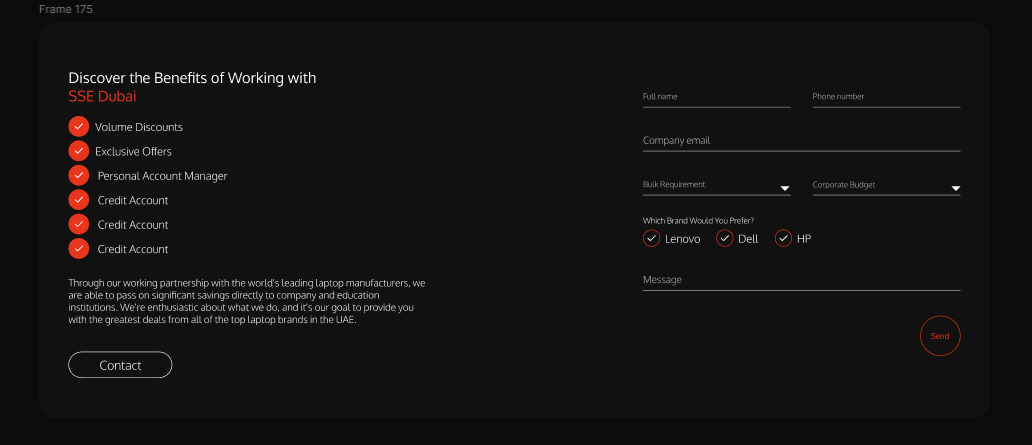 Frame 175
Discover the Benefits of Working with
SSE Dubai
Volume Discounts
Exclusive Offers
Personal Account Manager
Credit Account
Credit Account
Credit Account
Through our working partnership with the world's leading laptop manufacturers, we
are able to pass on significant savings directly to company and education
institutions. We're enthusiastic about what we do, and it's our goal to provide you
with the greatest deals from all of the top laptop brands in the UAE.
Contact
Full name
Phone number
Company email
Bulk Requirement
Corporate Budget
Which Brand Would You Prefer?
Lenovo
Dell
HP
Message
Send